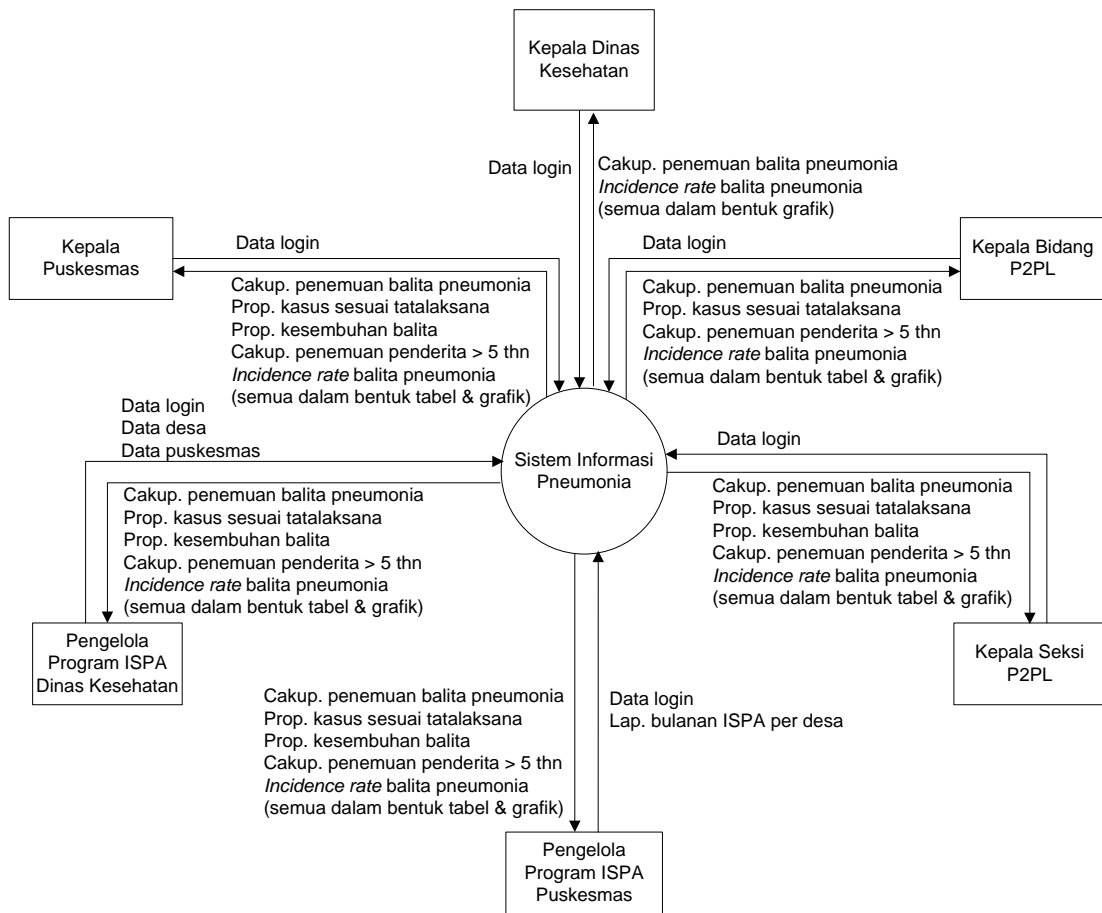 Kepala Dinas
Kesehatan
Data login
Cakup. penemuan balita pneumonia
Incidence rate balita pneumonia
(semua dalam bentuk grafik)
Kepala
Puskesmas
Data login
Cakup. penemuan balita pneumonia
Prop. kasus sesuai tatalaksana
Prop. kesembuhan balita
Cakup. penemuan penderita > 5 thn
Incidence rate balita pneumonia
(semua dalam bentuk tabel & grafik)
Data login
Kepala Bidang
P2PL
Cakup. penemuan balita pneumonia
Prop. kasus sesuai tatalaksana
Cakup. penemuan penderita > 5 thn
Incidence rate balita pneumonia
(semua dalam bentuk tabel & grafik)
Data login
Data desa
Data puskesmas
Sistem Informasi
Pneumonia
Data login
Cakup. penemuan balita pneumonia
Prop. kasus sesuai tatalaksana
Prop. kesembuhan balita
Cakup. penemuan penderita > 5 thn
Incidence rate balita pneumonia
(semua dalam bentuk tabel & grafik)
Cakup. penemuan balita pneumonia
Prop. kasus sesuai tatalaksana
Prop. kesembuhan balita
Cakup. penemuan penderita > 5 thn
Incidence rate balita pneumonia
(semua dalam bentuk tabel & grafik)
Pengelola
Program ISPA
Dinas Kesehatan
Kepala Seksi
P2PL
Cakup. penemuan balita pneumonia
Prop. kasus sesuai tatalaksana
Prop. kesembuhan balita
Cakup. penemuan penderita > 5 thn
Incidence rate balita pneumonia
(semua dalam bentuk tabel & grafik)
Data login
Lap. bulanan ISPA per desa
Pengelola
Program ISPA
Puskesmas